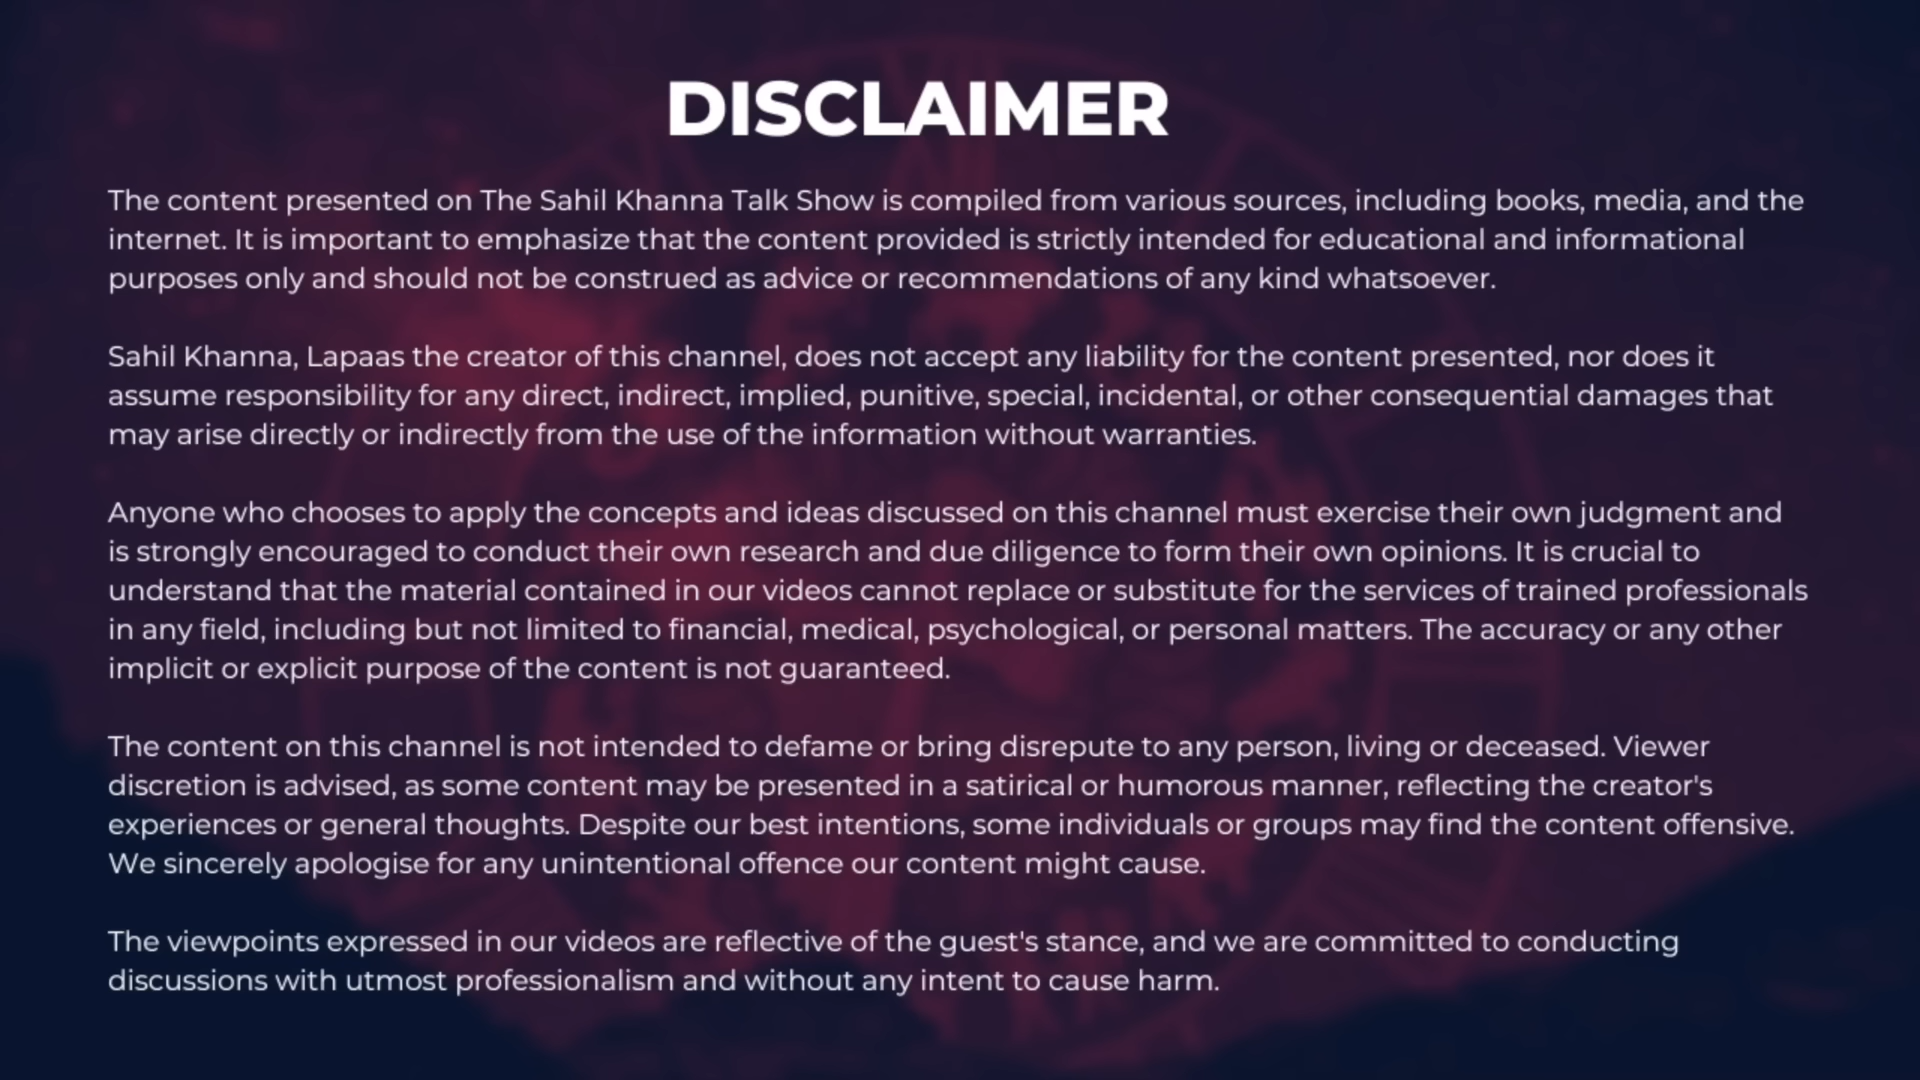 DISCLAIMER
The content presented on The Sahil Khanna Talk Show is compiled from various sources, including books, media, and the
internet. It is important to emphasize that the content provided is strictly intended for educational and informational
purposes only and should not be construed as advice or recommendations of any kind whatsoever.
Sahil Khanna, Lapaas the creator of this channel, does not accept any liability for the content presented, nor does it
assume responsibility for any direct, indirect, implied, punitive, special, incidental, or other consequential damages that
may arise directly or indirectly from the use of the information without warranties.
Anyone who chooses to apply the concepts and ideas discussed on this channel must exercise their own judgment and
is strongly encouraged to conduct their own research and due diligence to form their own opinions. It is crucial to
understand that the material contained in our videos cannot replace or substitute for the services of trained professionals
in any field, including but not limited to financial, medical, psychological, or personal matters. The accuracy or any other
implicit or explicit purpose of the content is not guaranteed.
The content on this channel is not intended to defame or bring disrepute to any person, living or deceased. Viewer
discretion is advised, as some content may be presented in a satirical or humorous manner, reflecting the creator's
experiences or general thoughts. Despite our best intentions, some individuals or groups may find the content offensive.
We sincerely apologise for any unintentional offence our content might cause.
The viewpoints expressed in our videos are reflective of the guest's stance, and we are committed to conducting
discussions with utmost professionalism and without any intent to cause harm.